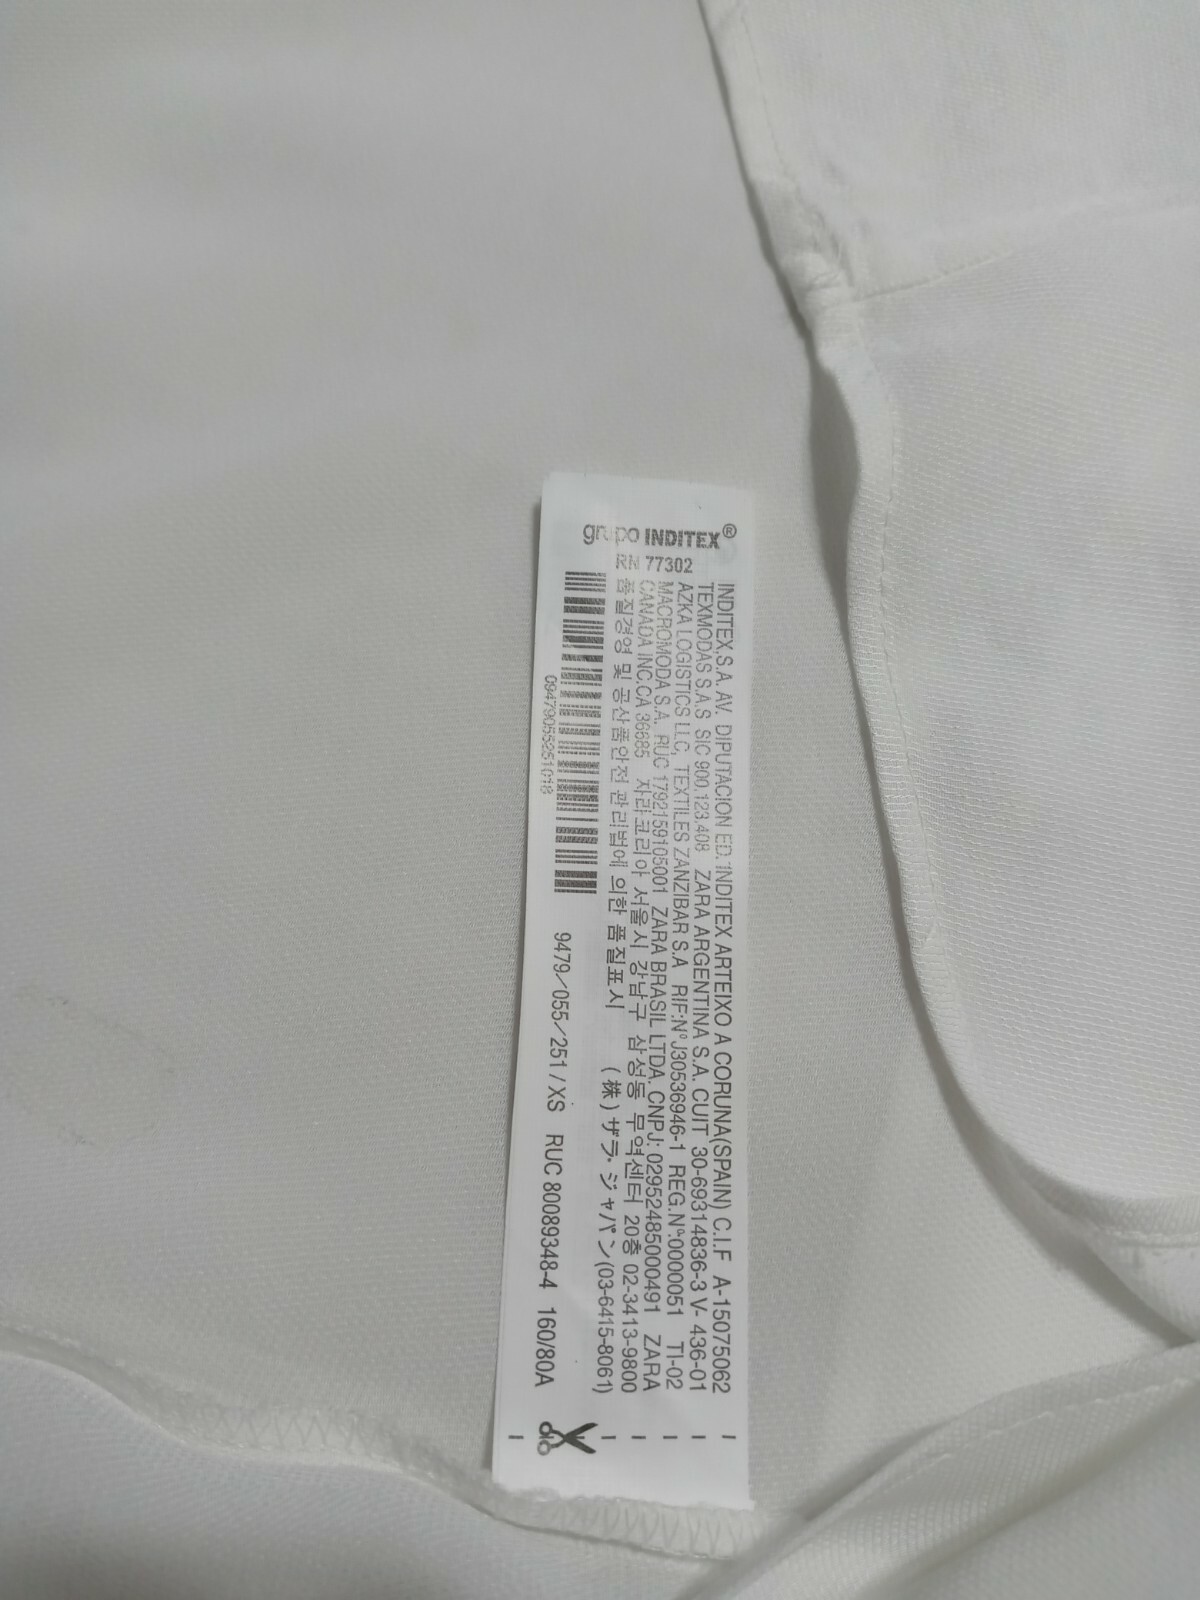 grupo INDITEX®
RN 77302
INDITEX,S.A. AV. DIPUTACION ED. INDITEX ARTEIXO A CORUNA(SPAIN) C.I.F A-15075062
TEXMODAS S.A.S SIC 900.123.408 ZARA ARGENTINA S.A. CUIT 30-69314836-3 V- 436-01
AZKA LOGISTICS LLC, TEXTILES ZANZIBAR S.A RIF:Nº J30536946-1 REG.Nº:0000051 TI-02
MACROMODA S.A. RUC 1792159105001 ZARA BRASIL LTDA, CNPJ: 02952485000491 ZARA
CANADA INC.CA 36685 자라코리아 서울시 강남구 삼성동 무역센터 20층 02-3413-9800
품질경영 및 공산품안전 관리법에 의한 품질표시 (株)ザラ・ジャパン(03-6415-8061)
09479055251018
9479/055/251/XS RUC 80089348-4 160/80A